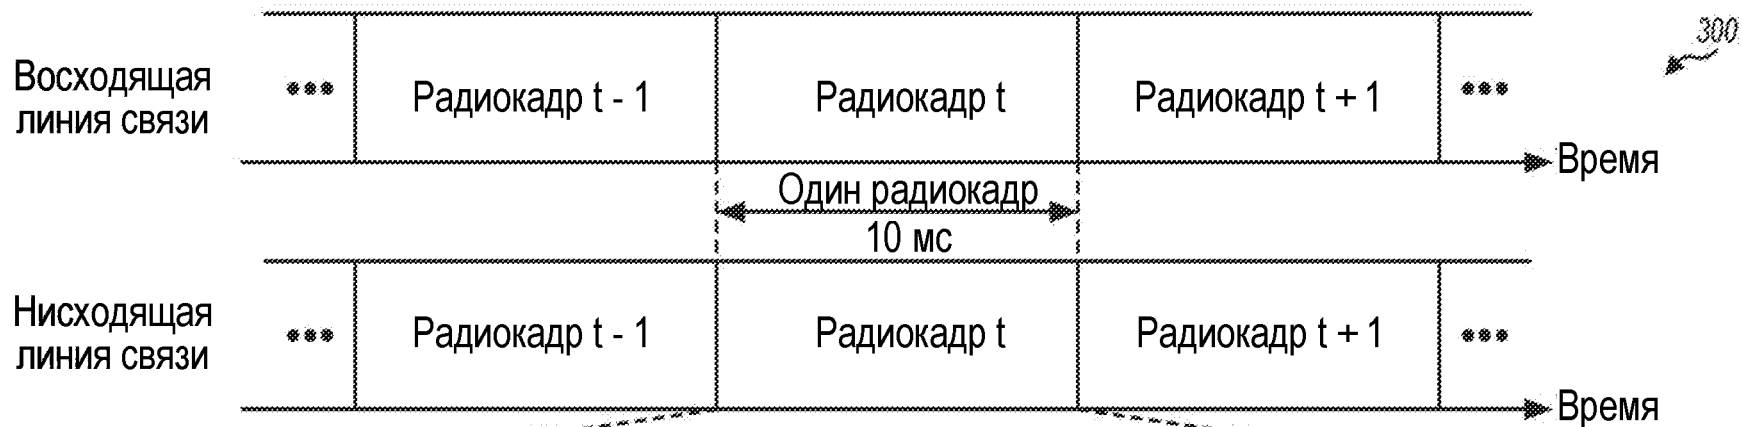 300
Восходящая
линия связи
••• Радиокадр t - 1 Радиокадр t Радиокадр t + 1 •••
Время
Один радиокадр
10 мс
Нисходящая
линия связи
••• Радиокадр t - 1 Радиокадр t Радиокадр t + 1 •••
Время